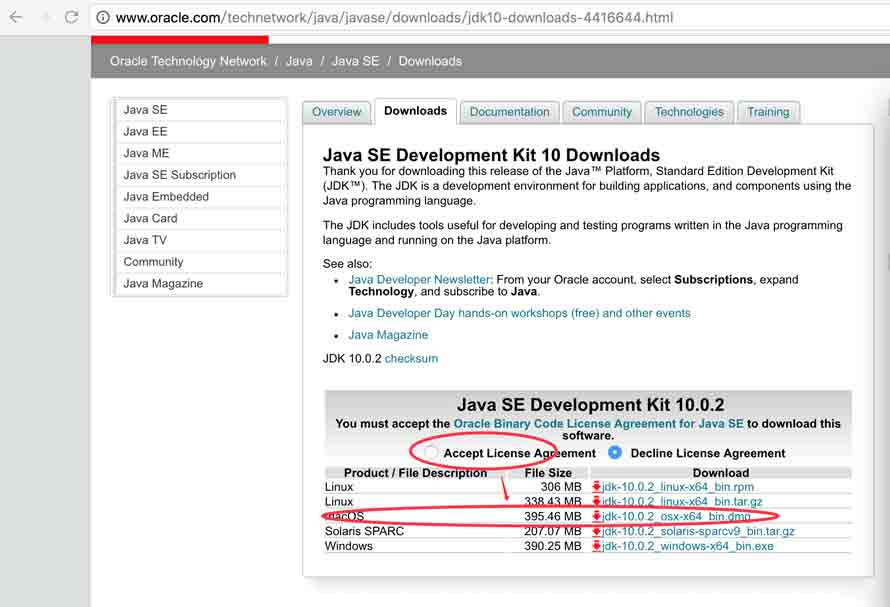 www.oracle.com/technetwork/java/javase/downloads/jdk10-downloads-4416644.html
Oracle Technology Network / Java / Java SE / Downloads
Java SE
Java EE
Java ME
Java SE Subscription
Java Embedded
Java Card
Java TV
Community
Java Magazine
Overview Downloads Documentation Community Technologies Training
Java SE Development Kit 10 Downloads
Thank you for downloading this release of the Java™ Platform, Standard Edition Development Kit
(JDK™). The JDK is a development environment for building applications, and components using the
Java programming language.
The JDK includes tools useful for developing and testing programs written in the Java programming
language and running on the Java platform.
See also:
• Java Developer Newsletter: From your Oracle account, select Subscriptions, expand
Technology, and subscribe to Java.
• Java Developer Day hands-on workshops (free) and other events
• Java Magazine
JDK 10.0.2 checksum
Java SE Development Kit 10.0.2
You must accept the Oracle Binary Code License Agreement for Java SE to download this
software.
Accept License Agreement Decline License Agreement
Product / File Description File Size Download
Linux 306 MB jdk-10.0.2_linux-x64_bin.rpm
Linux 338.43 MB jdk-10.0.2_linux-x64_bin.tar.gz
macOS 395.46 MB jdk-10.0.2_osx-x64_bin.dmg
Solaris SPARC 207.07 MB jdk-10.0.2_solaris-sparcv9_bin.tar.gz
Windows 390.25 MB jdk-10.0.2_windows-x64_bin.exe